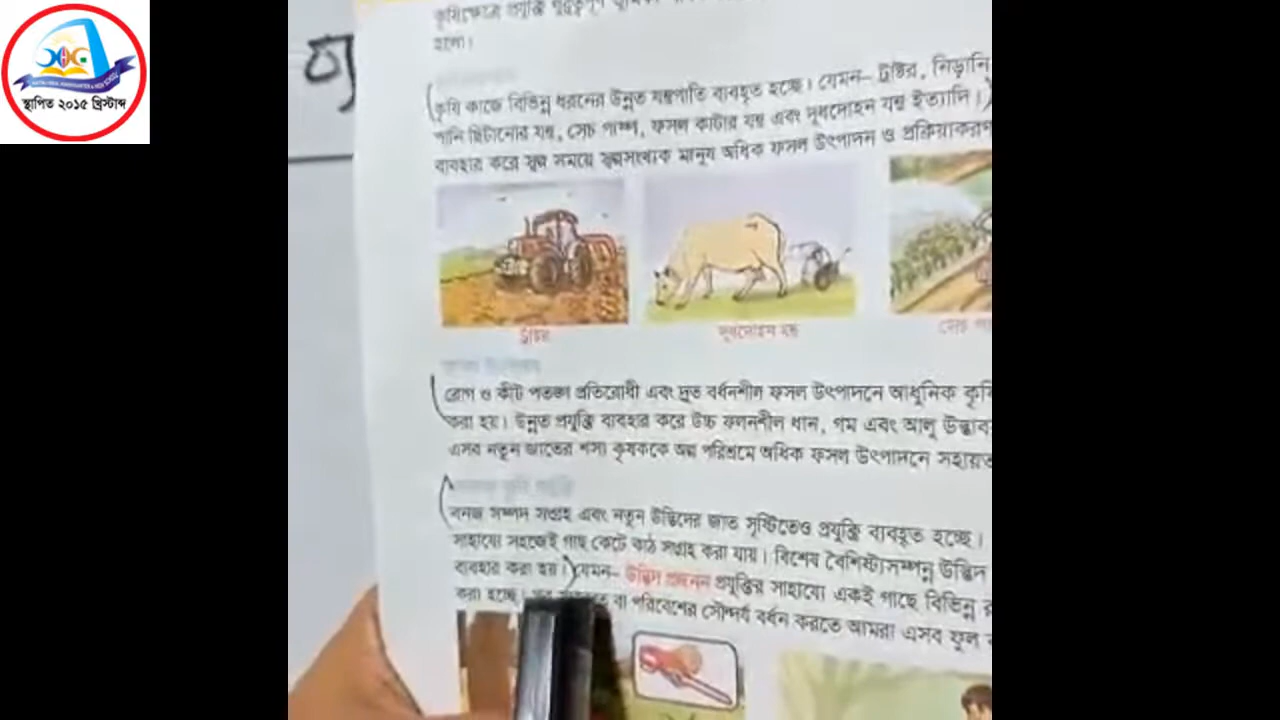 স্থাপিত ২০১৫ খ্রিস্টাব্দ
কৃষিক্ষেত্রে প্রযুক্তি
হলো।
কৃষি কাজে বিভিন্ন ধরনের উন্নত যন্ত্রপাতি ব্যবহৃত হচ্ছে। যেমন– ট্রাক্টর, নিড়ানি
পানি ছিটানোর যন্ত্র, সেচ পাম্প, ফসল কাটার যন্ত্র এবং দুধদোহন যন্ত্র ইত্যাদি।
ব্যবহার করে স্বল্প সময়ে স্বল্পসংখ্যক মানুষ অধিক ফসল উৎপাদন ও প্রক্রিয়াকরণ
ট্রাক্টর
দুধদোহন যন্ত্র
সেচ
রোগ ও কীট পতঙ্গ প্রতিরোধী এবং দ্রুত বর্ধনশীল ফসল উৎপাদনে আধুনিক
করা হয়। উন্নত প্রযুক্তি ব্যবহার করে উচ্চ ফলনশীল ধান, গম এবং আলু
এসব নতুন জাতের শস্য কৃষককে অল্প পরিশ্রমে অধিক ফসল উৎপাদনে
বনজ সম্পদ সংগ্রহ এবং নতুন উদ্ভিদের জাত সৃষ্টিতেও প্রযুক্তি ব্যবহৃত হচ্ছে।
সাহায্যে সহজেই গাছ কেটে কাঠ সংগ্রহ করা যায়। বিশেষ বৈশিষ্ট্যসম্পন্ন উদ্ভিদ
ব্যবহার করা হয়। যেমন– উদ্ভিদ প্রজনন প্রযুক্তির সাহায্যে একই গাছে বিভিন্ন
করা হচ্ছে। বা পরিবেশের সৌন্দর্য বর্ধন করতে আমরা এসব ফুল